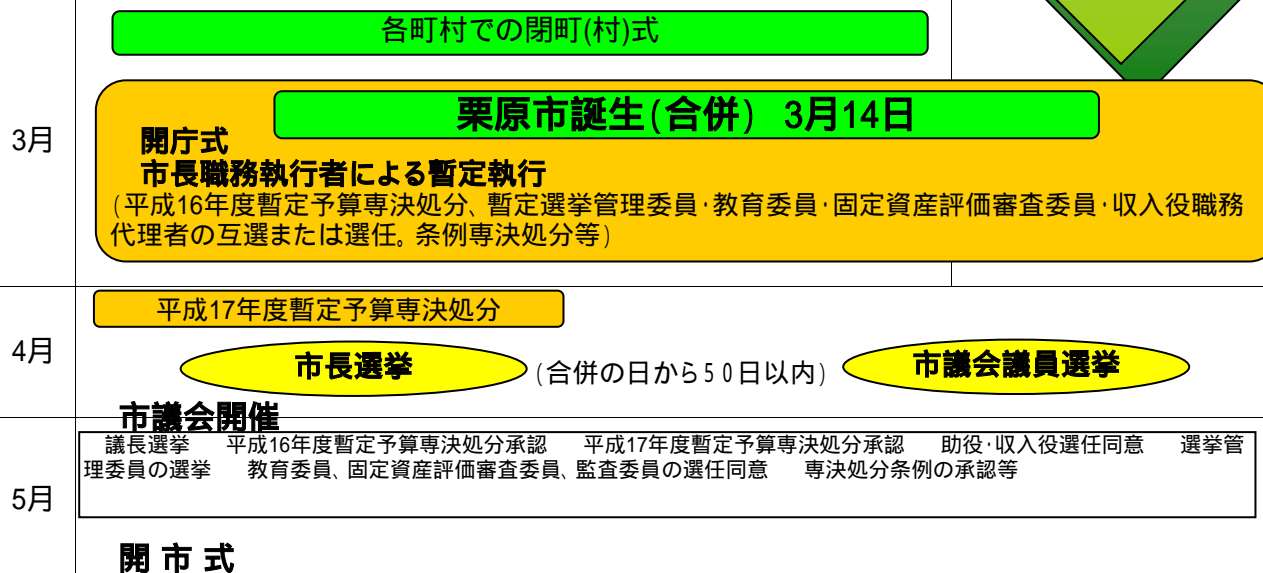 各町村での閉町(村)式
3月
栗原市誕生(合併) 3月14日
開庁式
市長職務執行者による暫定執行
(平成16年度暫定予算専決処分、暫定選挙管理委員・教育委員・固定資産評価審査委員・収入役職務
代理者の互選または選任。条例専決処分等)
4月
平成17年度暫定予算専決処分
市長選挙 (合併の日から50日以内) 市議会議員選挙
市議会開催
議長選挙 平成16年度暫定予算専決処分承認 平成17年度暫定予算専決処分承認 助役・収入役選任同意 選挙管
理委員の選挙 教育委員、固定資産評価審査委員、監査委員の選任同意 専決処分条例の承認等
5月
開市式